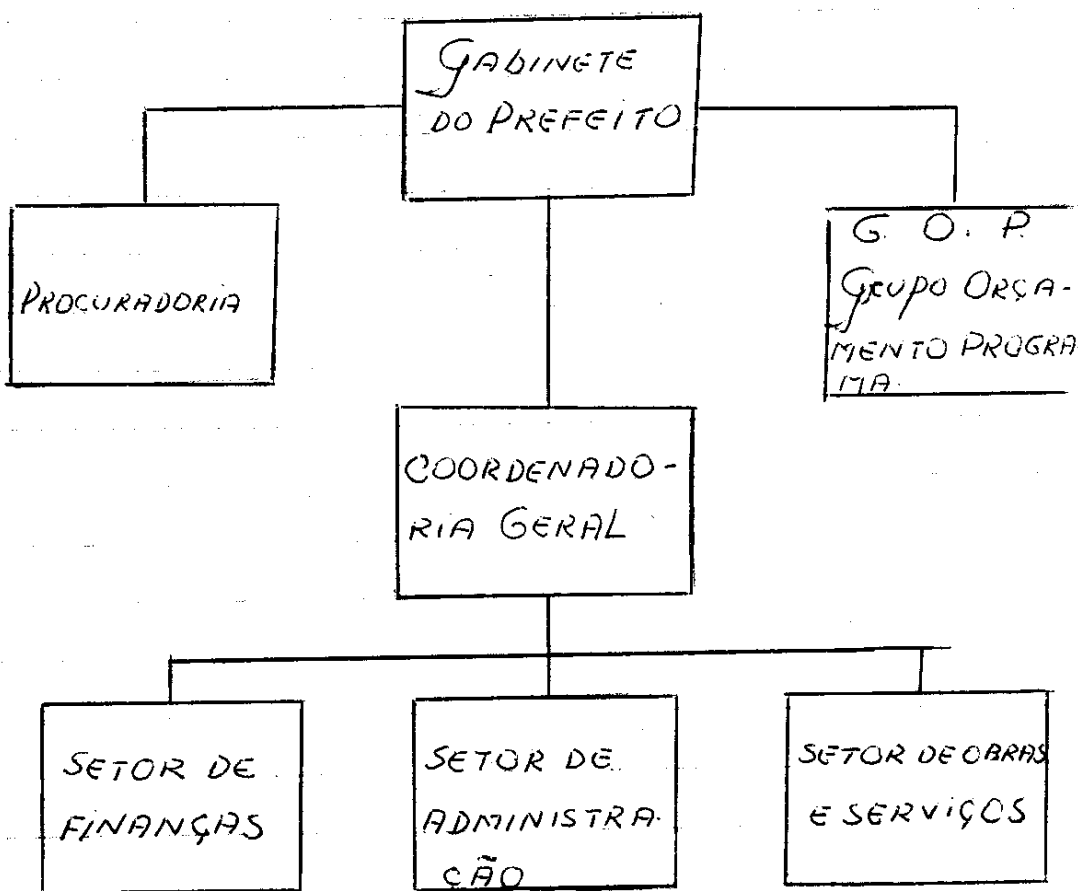 GABINETE
DO PREFEITO
PROCURADORIA
G. O. P.
GRUPO ORÇA-
MENTO PROGRA
MA.
COORDENADO-
RIA GERAL
SETOR DE
FINANÇAS
SETOR DE
ADMINISTRA-
ÇÃO
SETOR DE OBRAS
E SERVIÇOS